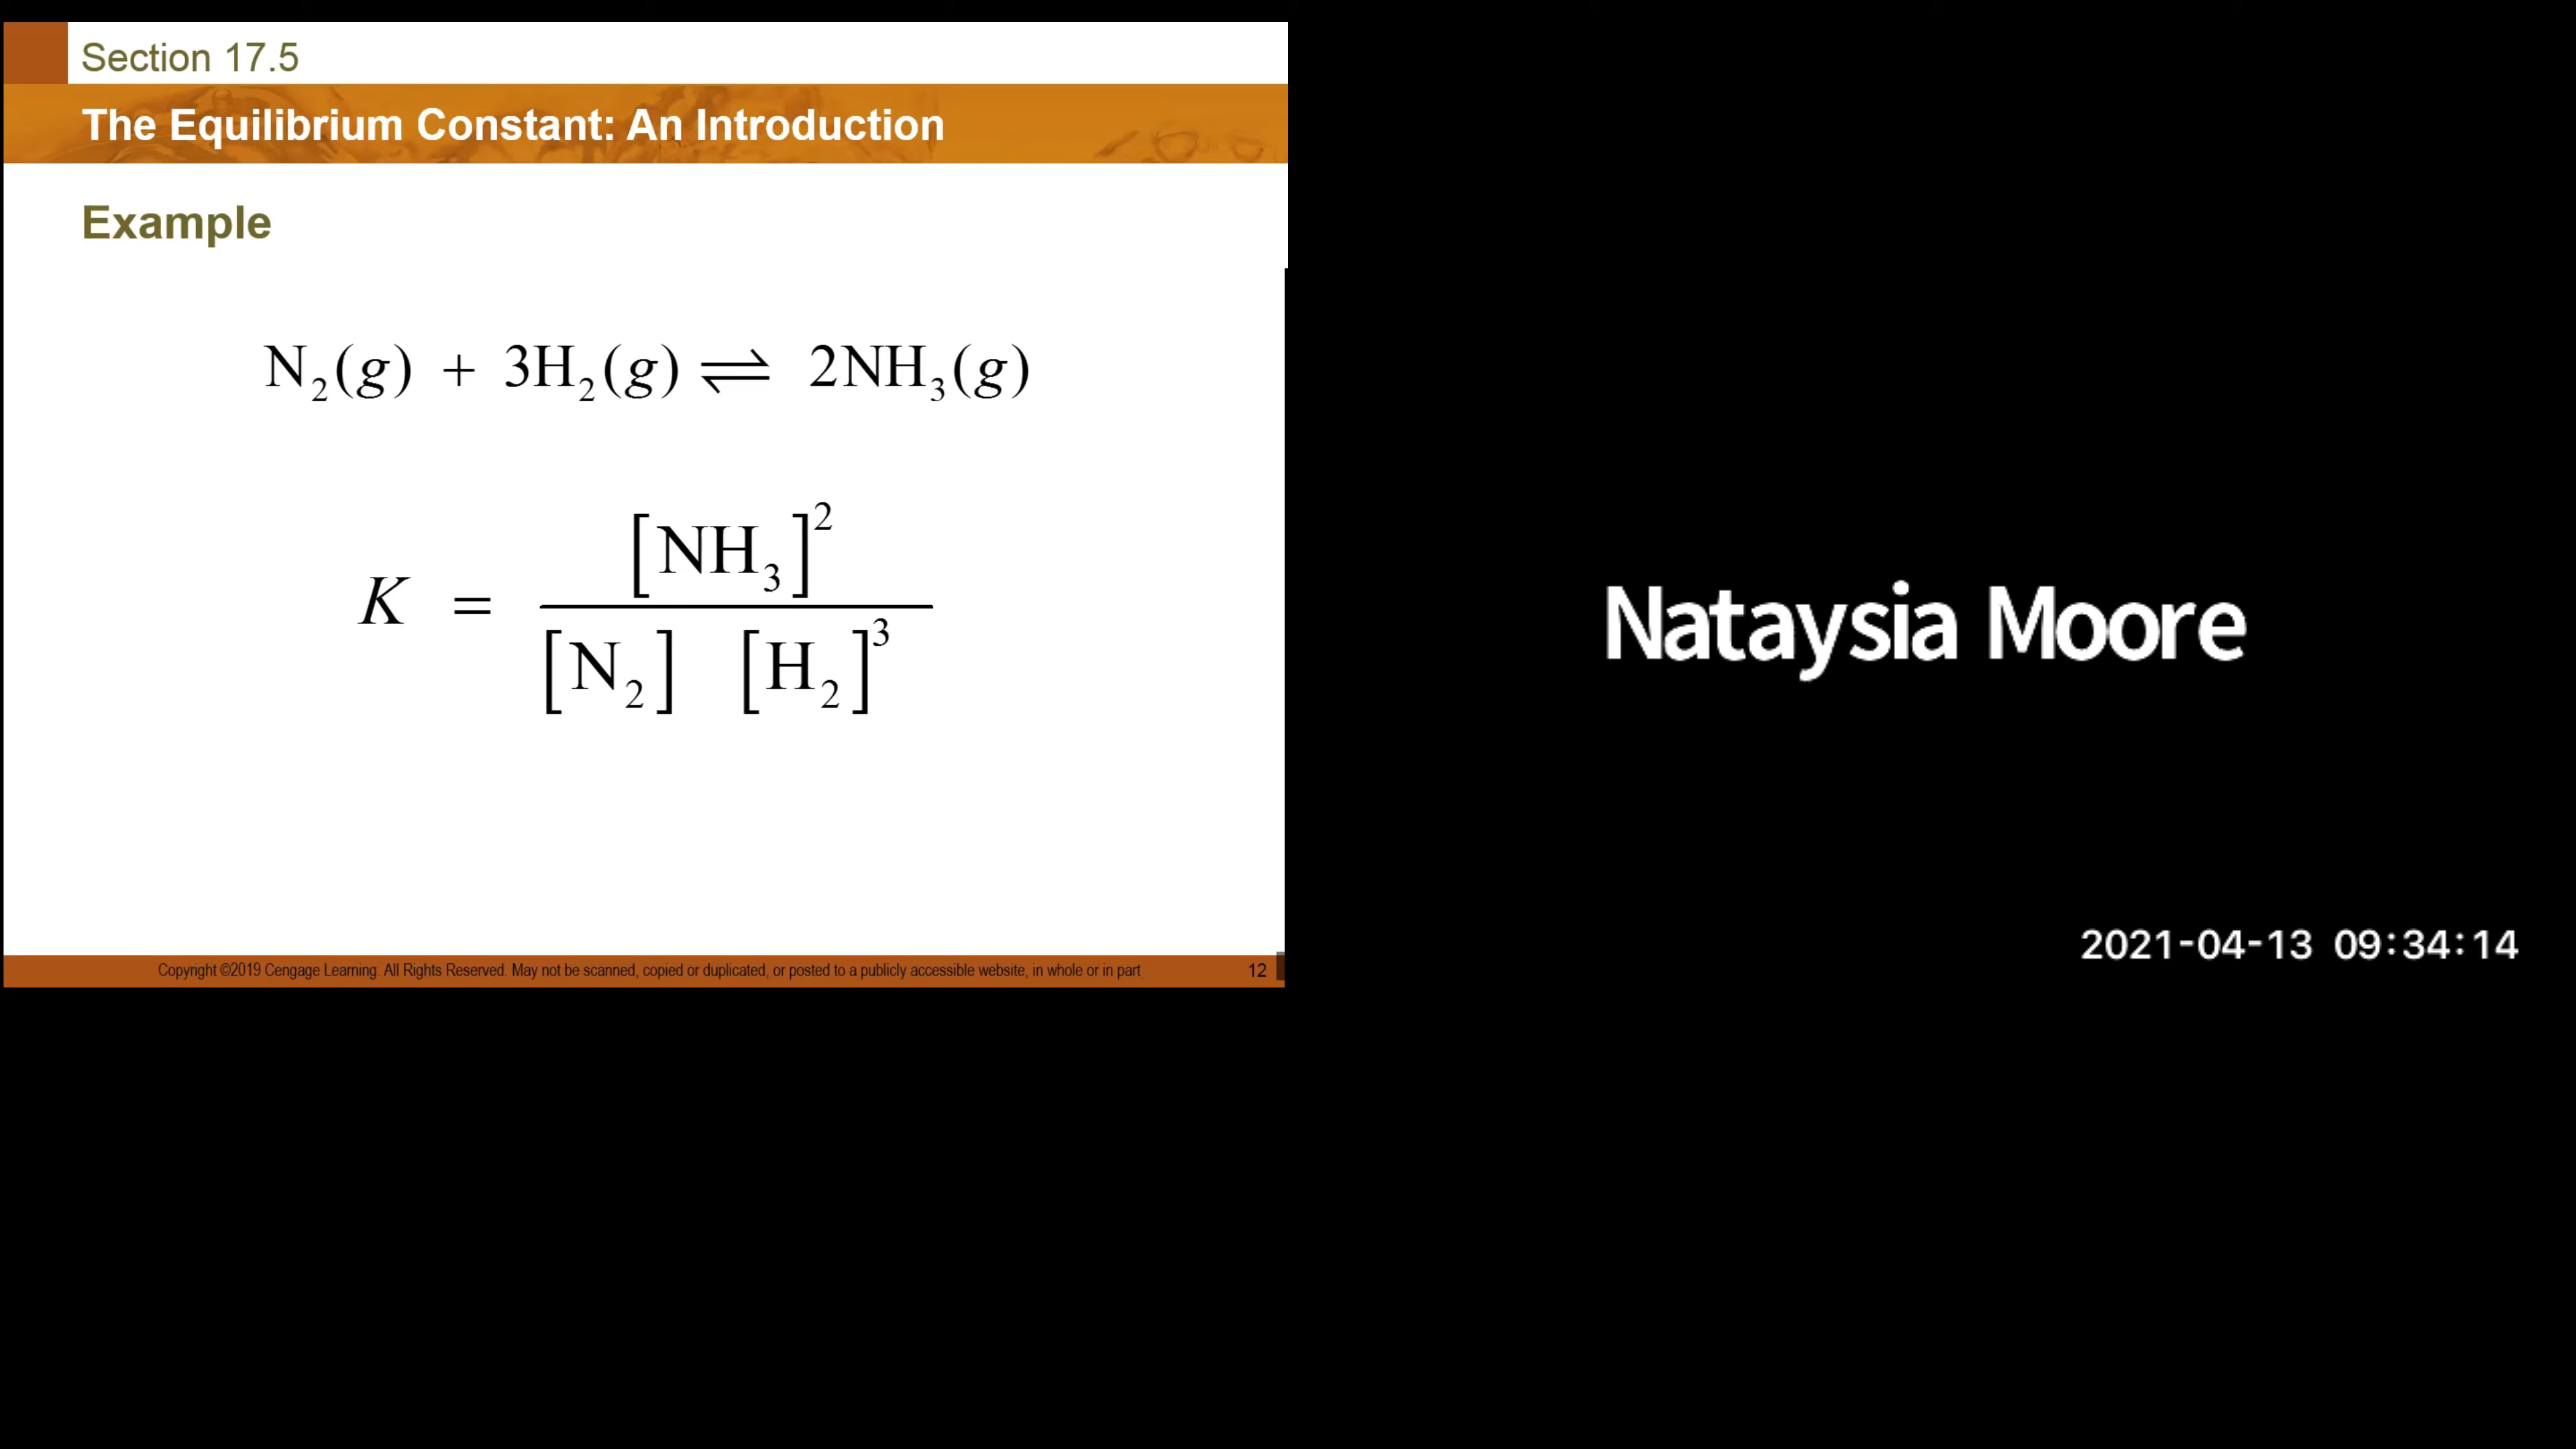 Section 17.5
The Equilibrium Constant: An Introduction
Example
N₂(g) + 3H₂(g) ⇌ 2NH₃(g)
K = [NH₃]² / [N₂] [H₂]³
Copyright ©2019 Cengage Learning. All Rights Reserved. May not be scanned, copied or duplicated, or posted to a publicly accessible website, in whole or in part
12
Nataysia Moore
2021-04-13 09:34:14